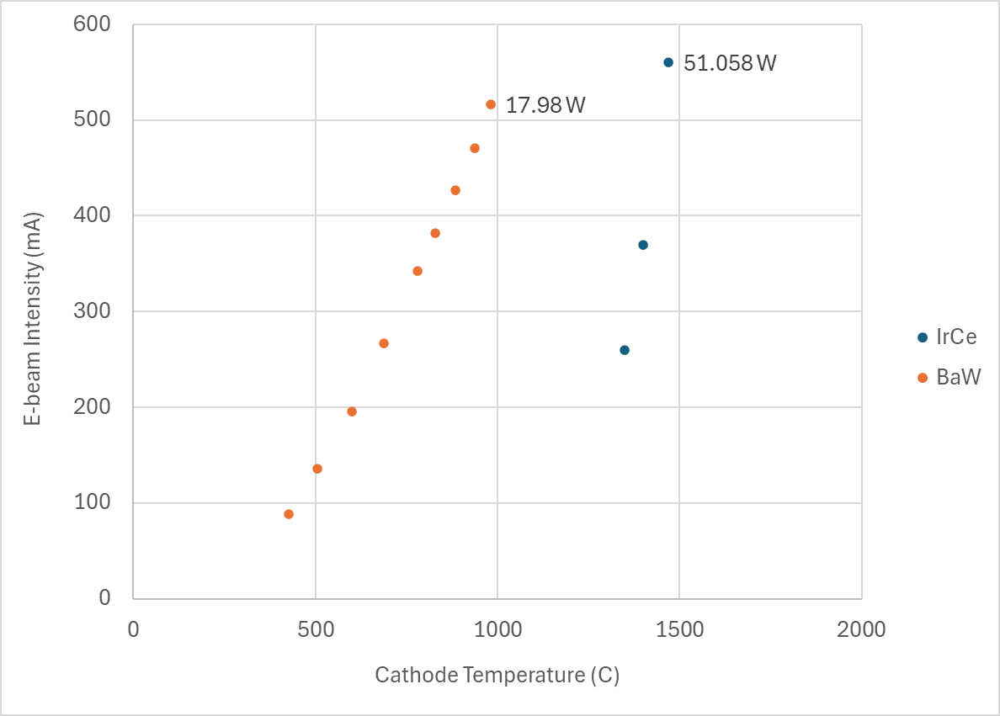 600
500
400
300
200
100
0
0 500 1000 1500 2000
E-beam Intensity (mA)
Cathode Temperature (C)
51.058 W
17.98 W
IrCe
BaW